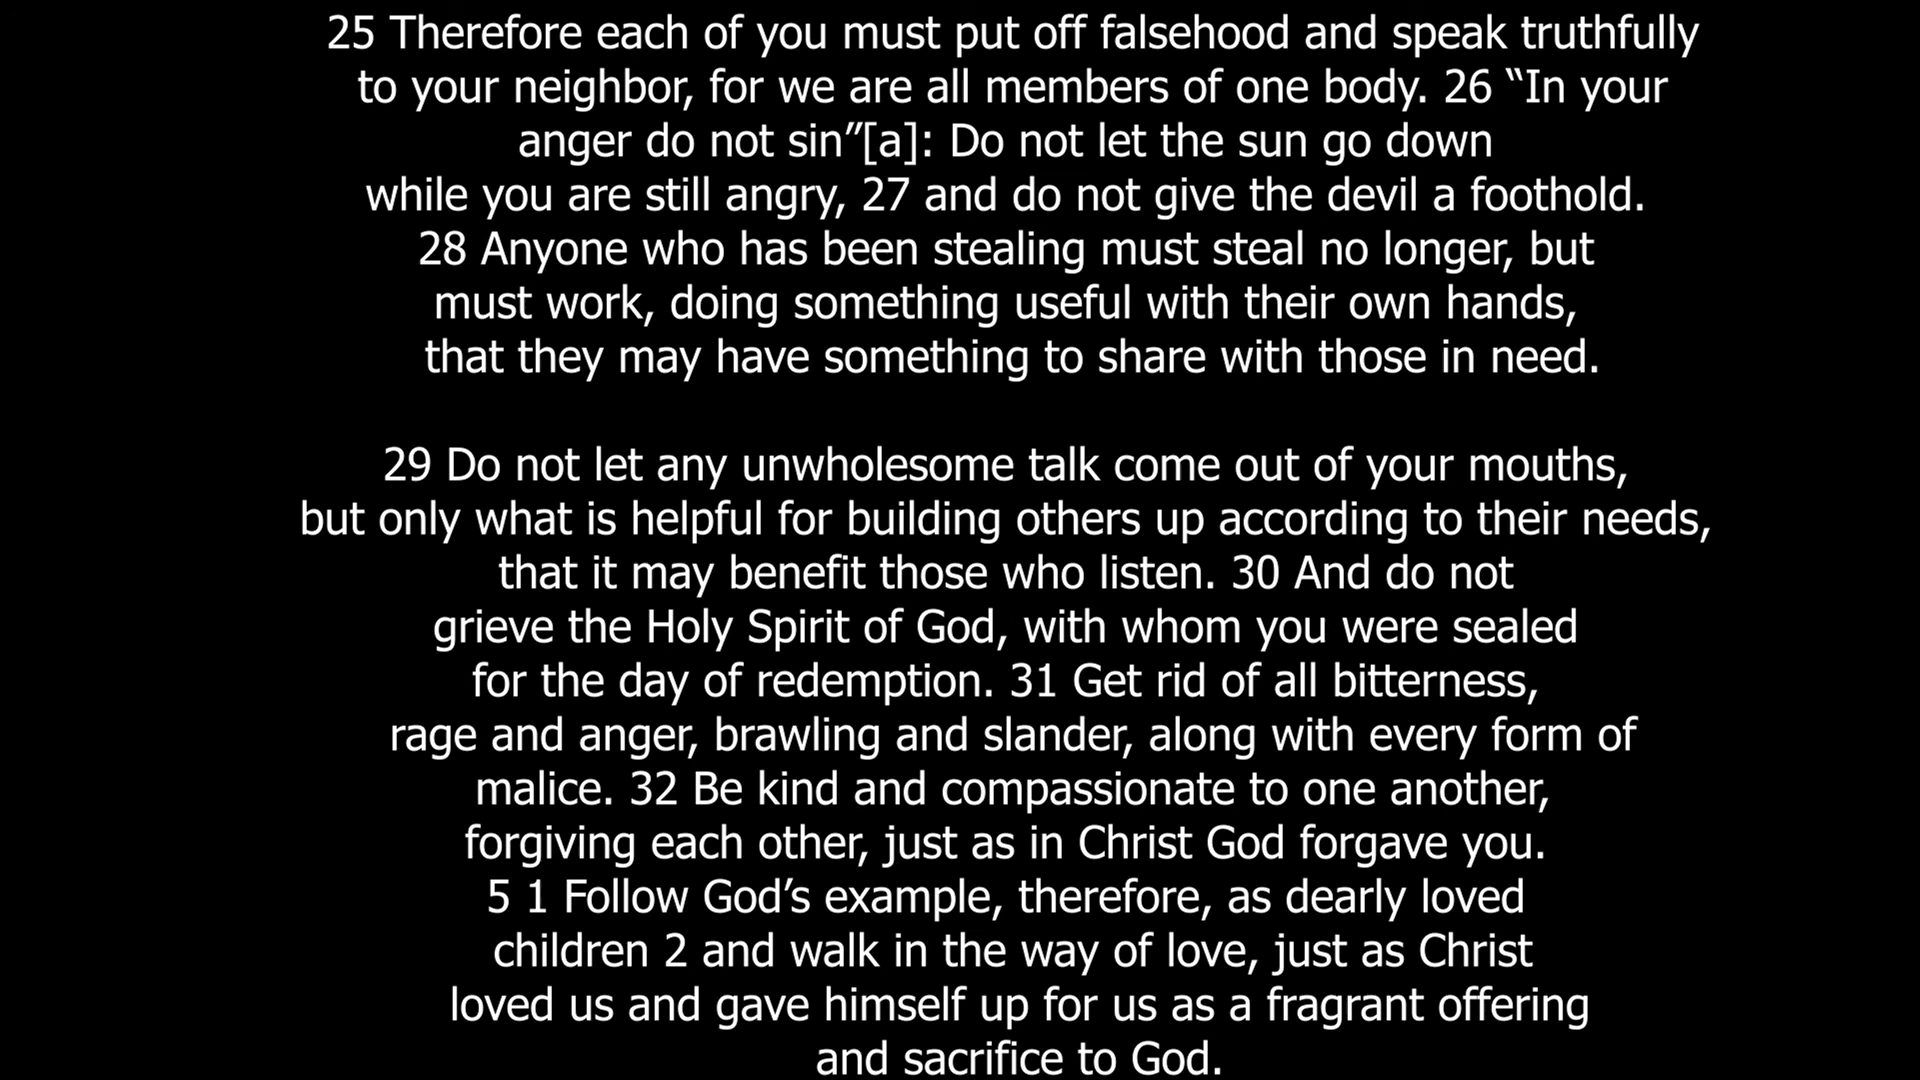 25 Therefore each of you must put off falsehood and speak truthfully
to your neighbor, for we are all members of one body. 26 “In your
anger do not sin”[a]: Do not let the sun go down
while you are still angry, 27 and do not give the devil a foothold.
28 Anyone who has been stealing must steal no longer, but
must work, doing something useful with their own hands,
that they may have something to share with those in need.
29 Do not let any unwholesome talk come out of your mouths,
but only what is helpful for building others up according to their needs,
that it may benefit those who listen. 30 And do not
grieve the Holy Spirit of God, with whom you were sealed
for the day of redemption. 31 Get rid of all bitterness,
rage and anger, brawling and slander, along with every form of
malice. 32 Be kind and compassionate to one another,
forgiving each other, just as in Christ God forgave you.
5 1 Follow God’s example, therefore, as dearly loved
children 2 and walk in the way of love, just as Christ
loved us and gave himself up for us as a fragrant offering
and sacrifice to God.